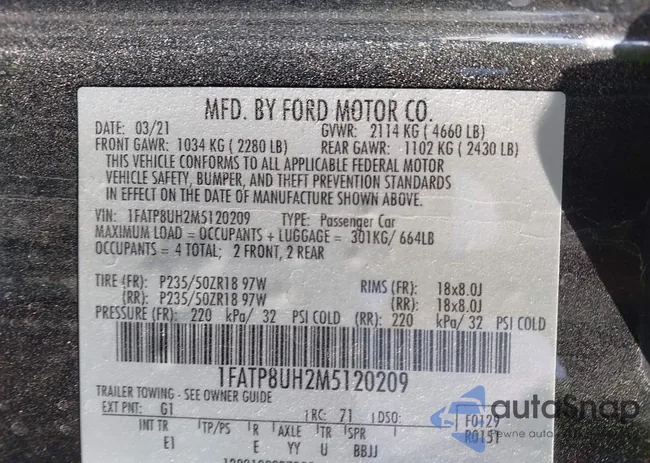 MFD. BY FORD MOTOR CO.
DATE: 03/21 GVWR: 2114 KG ( 4660 LB)
FRONT GAWR: 1034 KG ( 2280 LB) REAR GAWR: 1102 KG ( 2430 LB)
THIS VEHICLE CONFORMS TO ALL APPLICABLE FEDERAL MOTOR
VEHICLE SAFETY, BUMPER, AND THEFT PREVENTION STANDARDS
IN EFFECT ON THE DATE OF MANUFACTURE SHOWN ABOVE.
VIN: 1FATP8UH2M5120209 TYPE: Passenger Car
MAXIMUM LOAD = OCCUPANTS + LUGGAGE = 301KG/ 664LB
OCCUPANTS = 4 TOTAL; 2 FRONT, 2 REAR
TIRE (FR): P235/50ZR18 97W RIMS (FR): 18x8.0J
(RR): P235/50ZR18 97W (RR): 18x8.0J
PRESSURE (FR): 220 kPa/ 32 PSI COLD (RR): 220 kPa/ 32 PSI COLD
1FATP8UH2M5120209
TRAILER TOWING - SEE OWNER GUIDE
EXT PNT: G1 RC: 71 DSO: F0129
R0151
INT TR TP/PS R AXLE TR SPR
E1 E YY U BBJJ
autoSnap